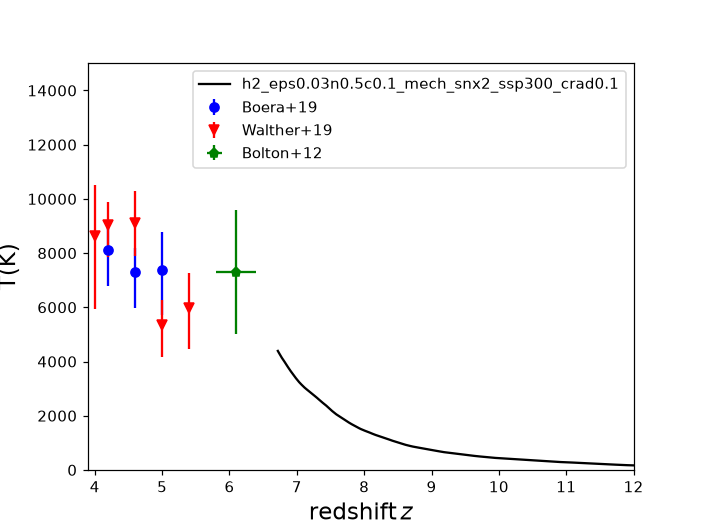 h2_eps0.03n0.5c0.1_mech_snx2_ssp300_crad0.1
Boera+19
Walther+19
Bolton+12
14000
12000
10000
8000
6000
4000
2000
0
T(K)
4 5 6 7 8 9 10 11 12
redshift z